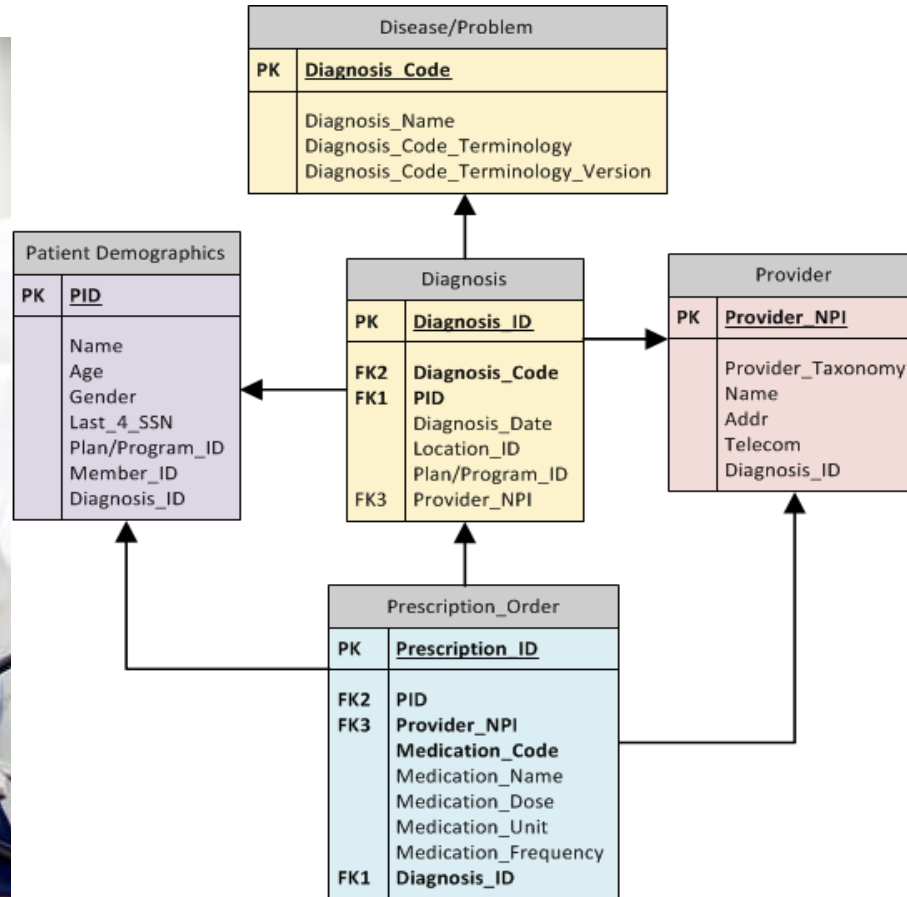 Disease/Problem
PK Diagnosis_Code
Diagnosis_Name
Diagnosis_Code_Terminology
Diagnosis_Code_Terminology_Version
Patient Demographics
PK PID
Name
Age
Gender
Last_4_SSN
Plan/Program_ID
Member_ID
Diagnosis_ID
Diagnosis
PK Diagnosis_ID
FK2 Diagnosis_Code
FK1 PID
Diagnosis_Date
Location_ID
Plan/Program_ID
FK3 Provider_NPI
Provider
PK Provider_NPI
Provider_Taxonomy
Name
Addr
Telecom
Diagnosis_ID
Prescription_Order
PK Prescription_ID
FK2 PID
FK3 Provider_NPI
Medication_Code
Medication_Name
Medication_Dose
Medication_Unit
Medication_Frequency
FK1 Diagnosis_ID